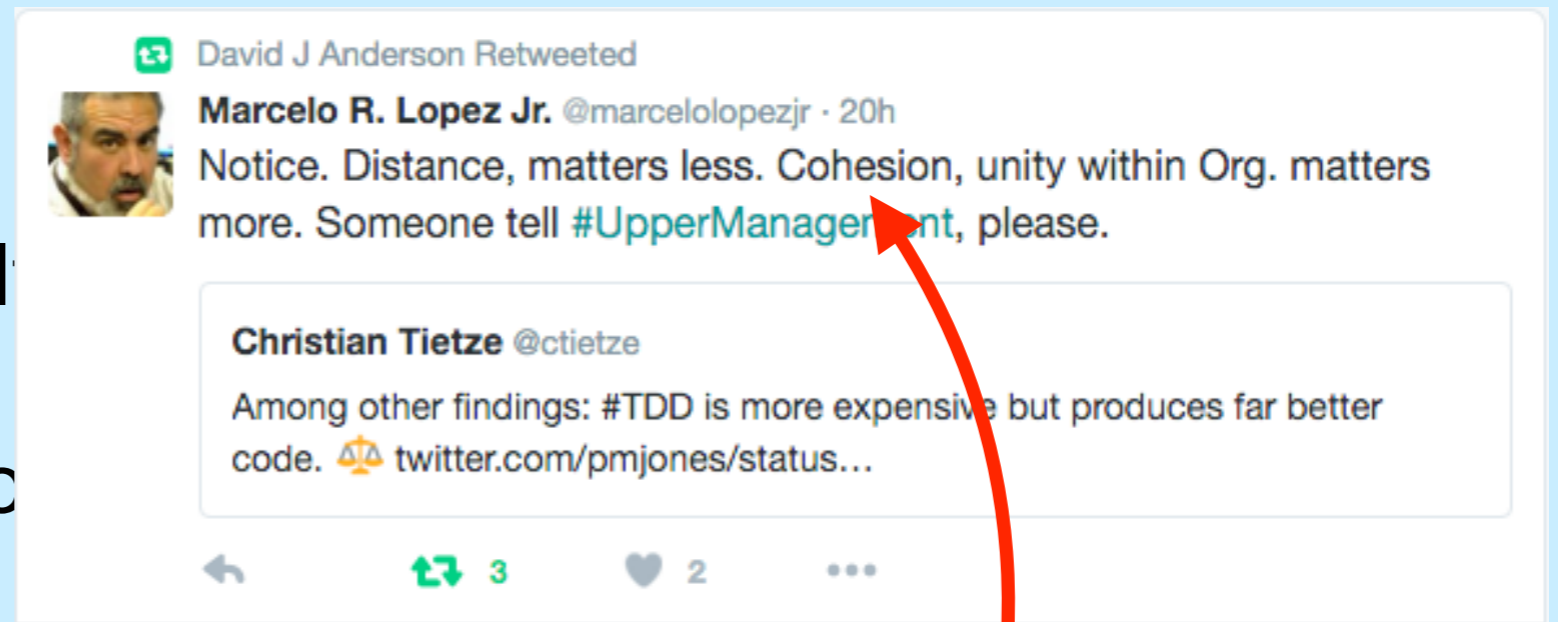 David J Anderson Retweeted
Marcelo R. Lopez Jr. @marcelolopezjr · 20h
Notice. Distance, matters less. Cohesion, unity within Org. matters
more. Someone tell #UpperManagement, please.
Christian Tietze @ctietze
Among other findings: #TDD is more expensive but produces far better
code. ⚖️ twitter.com/pmjones/status…
3 2